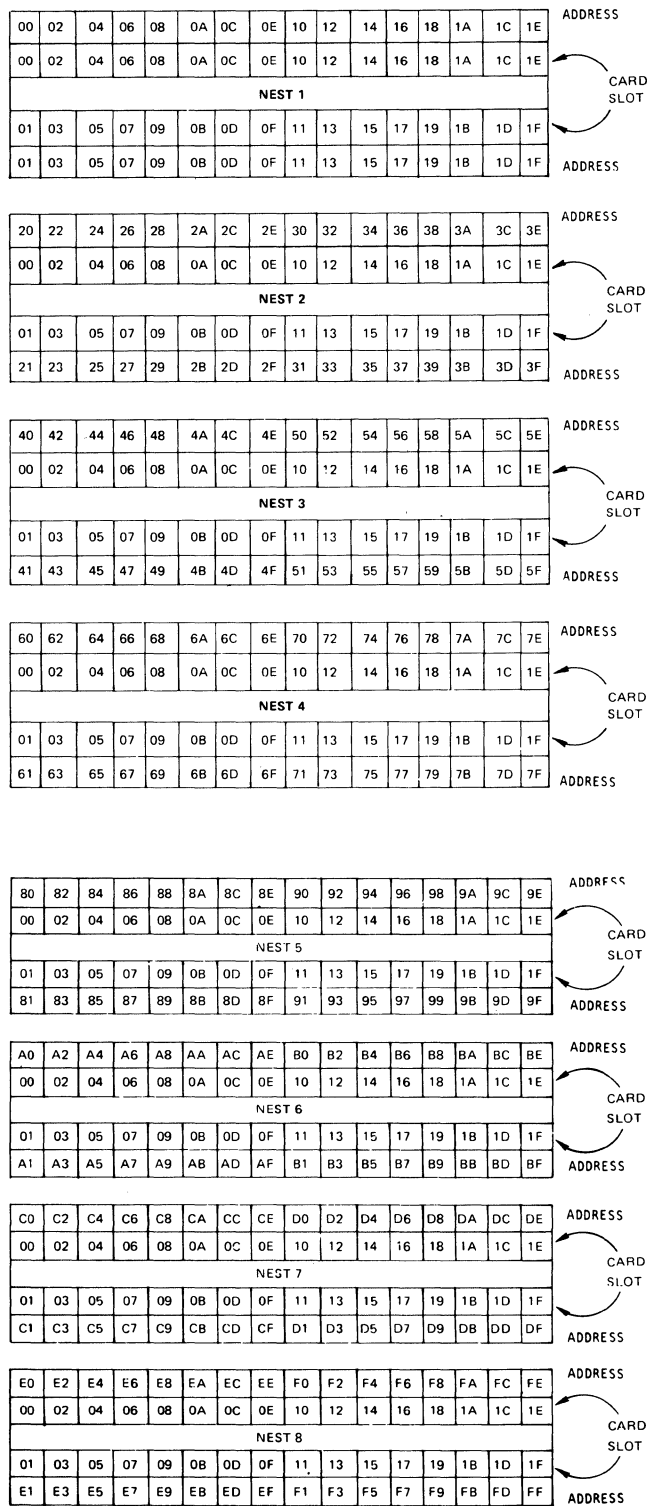 00 02 04 06 08 0A 0C 0E 10 12 14 16 18 1A 1C 1E ADDRESS
00 02 04 06 08 0A 0C 0E 10 12 14 16 18 1A 1C 1E
NEST 1
CARD
SLOT
01 03 05 07 09 0B 0D 0F 11 13 15 17 19 1B 1D 1F
01 03 05 07 09 0B 0D 0F 11 13 15 17 19 1B 1D 1F ADDRESS
20 22 24 26 28 2A 2C 2E 30 32 34 36 38 3A 3C 3E ADDRESS
00 02 04 06 08 0A 0C 0E 10 12 14 16 18 1A 1C 1E
NEST 2
CARD
SLOT
01 03 05 07 09 0B 0D 0F 11 13 15 17 19 1B 1D 1F
21 23 25 27 29 2B 2D 2F 31 33 35 37 39 3B 3D 3F ADDRESS
40 42 44 46 48 4A 4C 4E 50 52 54 56 58 5A 5C 5E ADDRESS
00 02 04 06 08 0A 0C 0E 10 12 14 16 18 1A 1C 1E
NEST 3
CARD
SLOT
01 03 05 07 09 0B 0D 0F 11 13 15 17 19 1B 1D 1F
41 43 45 47 49 4B 4D 4F 51 53 55 57 59 5B 5D 5F ADDRESS
60 62 64 66 68 6A 6C 6E 70 72 74 76 78 7A 7C 7E ADDRESS
00 02 04 06 08 0A 0C 0E 10 12 14 16 18 1A 1C 1E
NEST 4
CARD
SLOT
01 03 05 07 09 0B 0D 0F 11 13 15 17 19 1B 1D 1F
61 63 65 67 69 6B 6D 6F 71 73 75 77 79 7B 7D 7F ADDRESS
80 82 84 86 88 8A 8C 8E 90 92 94 96 98 9A 9C 9E ADDRESS
00 02 04 06 08 0A 0C 0E 10 12 14 16 18 1A 1C 1E
NEST 5
CARD
SLOT
01 03 05 07 09 0B 0D 0F 11 13 15 17 19 1B 1D 1F
81 83 85 87 89 8B 8D 8F 91 93 95 97 99 9B 9D 9F ADDRESS
A0 A2 A4 A6 A8 AA AC AE B0 B2 B4 B6 B8 BA BC BE ADDRESS
00 02 04 06 08 0A 0C 0E 10 12 14 16 18 1A 1C 1E
NEST 6
CARD
SLOT
01 03 05 07 09 0B 0D 0F 11 13 15 17 19 1B 1D 1F
A1 A3 A5 A7 A9 AB AD AF B1 B3 B5 B7 B9 BB BD BF ADDRESS
C0 C2 C4 C6 C8 CA CC CE D0 D2 D4 D6 D8 DA DC DE ADDRESS
00 02 04 06 08 0A 0C 0E 10 12 14 16 18 1A 1C 1E
NEST 7
CARD
SLOT
01 03 05 07 09 0B 0D 0F 11 13 15 17 19 1B 1D 1F
C1 C3 C5 C7 C9 CB CD CF D1 D3 D5 D7 D9 DB DD DF ADDRESS
E0 E2 E4 E6 E8 EA EC EE F0 F2 F4 F6 F8 FA FC FE ADDRESS
00 02 04 06 08 0A 0C 0E 10 12 14 16 18 1A 1C 1E
NEST 8
CARD
SLOT
01 03 05 07 09 0B 0D 0F 11 13 15 17 19 1B 1D 1F
E1 E3 E5 E7 E9 EB ED EF F1 F3 F5 F7 F9 FB FD FF ADDRESS